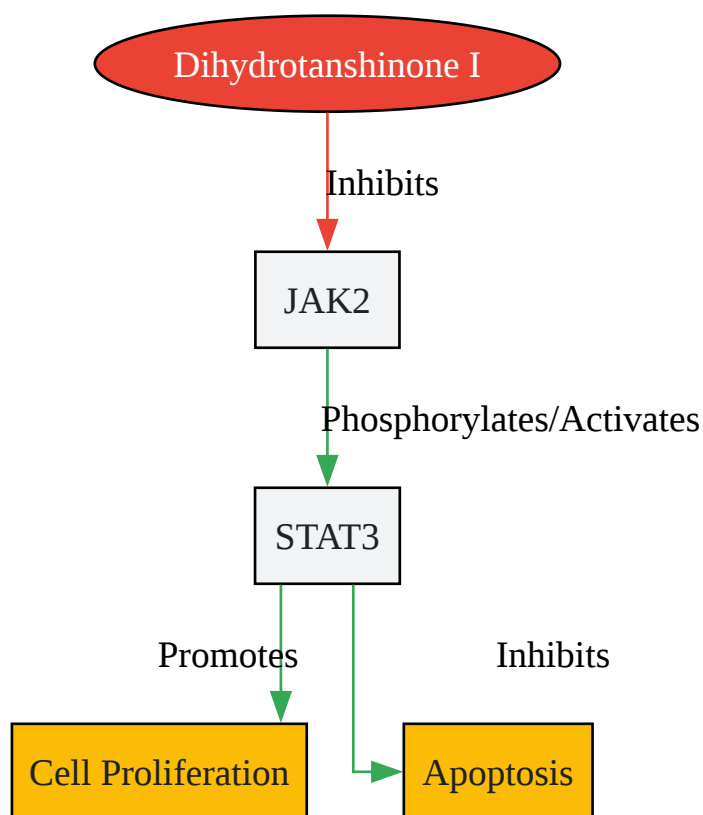 Dihydrotanshinone I
Inhibits
JAK2
Phosphorylates/Activates
STAT3
Promotes
Inhibits
Cell Proliferation
Apoptosis